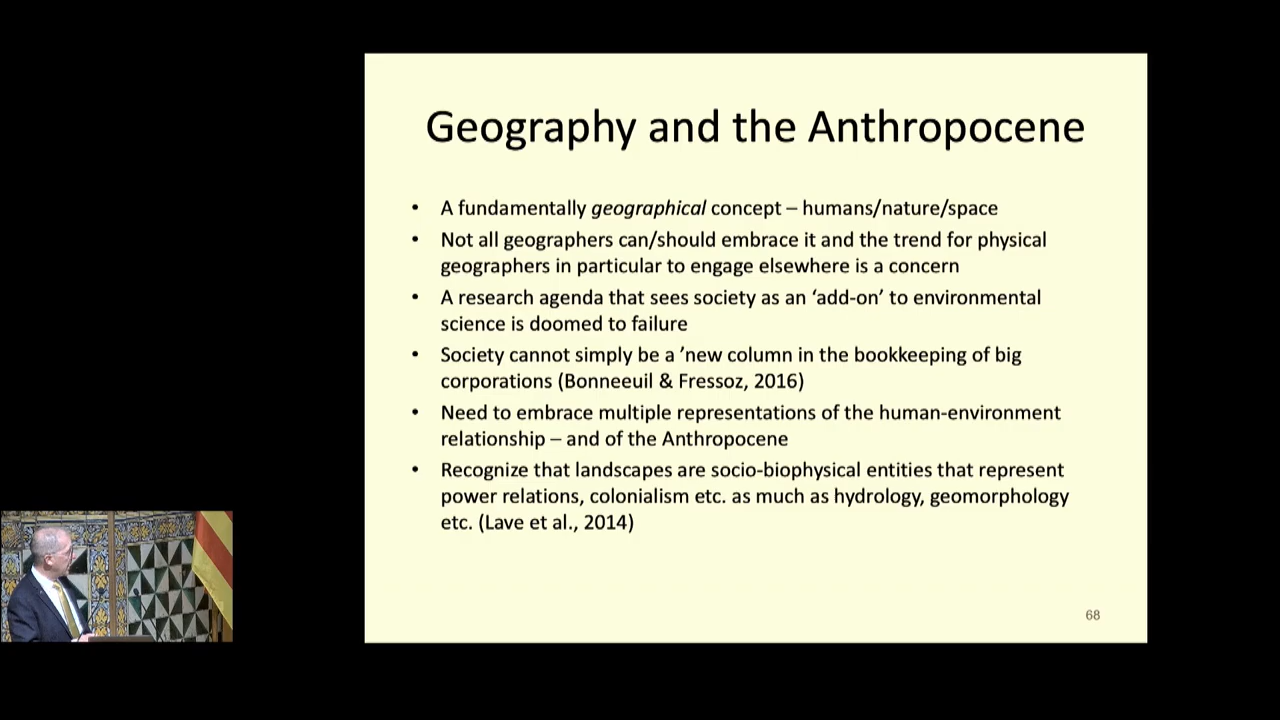 Geography and the Anthropocene
• A fundamentally geographical concept – humans/nature/space
• Not all geographers can/should embrace it and the trend for physical
geographers in particular to engage elsewhere is a concern
• A research agenda that sees society as an ‘add-on’ to environmental
science is doomed to failure
• Society cannot simply be a ’new column in the bookkeeping of big
corporations (Bonneeuil & Fressoz, 2016)
• Need to embrace multiple representations of the human-environment
relationship – and of the Anthropocene
• Recognize that landscapes are socio-biophysical entities that represent
power relations, colonialism etc. as much as hydrology, geomorphology
etc. (Lave et al., 2014)
68